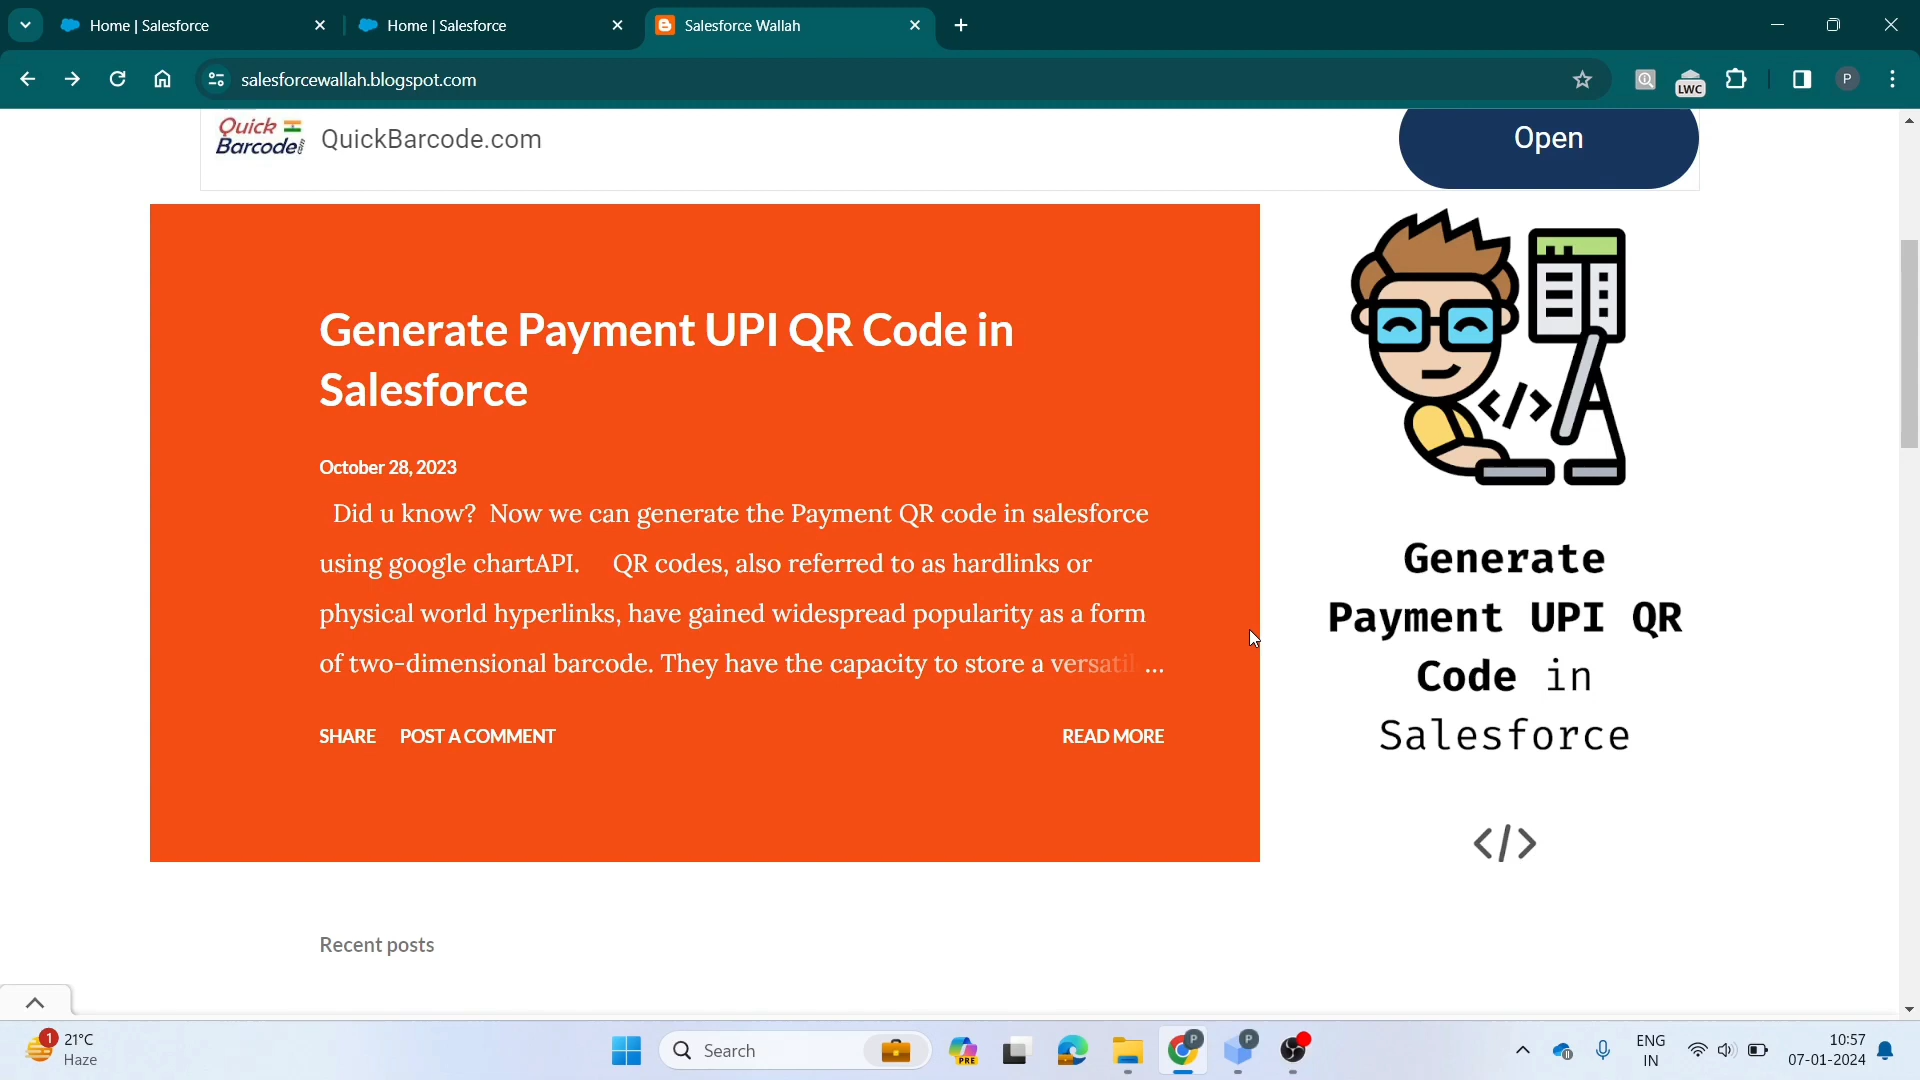 Home | Salesforce
Home | Salesforce
Salesforce Wallah
salesforcewallah.blogspot.com
LWC
P
Quick
Barcode
QuickBarcode.com
Open
Generate Payment UPI QR Code in
Salesforce
October 28, 2023
Did u know? Now we can generate the Payment QR code in salesforce
using google chartAPI. QR codes, also referred to as hardlinks or
physical world hyperlinks, have gained widespread popularity as a form
of two-dimensional barcode. They have the capacity to store a versatil ...
SHARE POST A COMMENT READ MORE
</>
Generate
Payment UPI QR
Code in
Salesforce
</>
Recent posts
1
21°C
Haze
Search
PRE
P
P
ENG
IN
10:57
07-01-2024